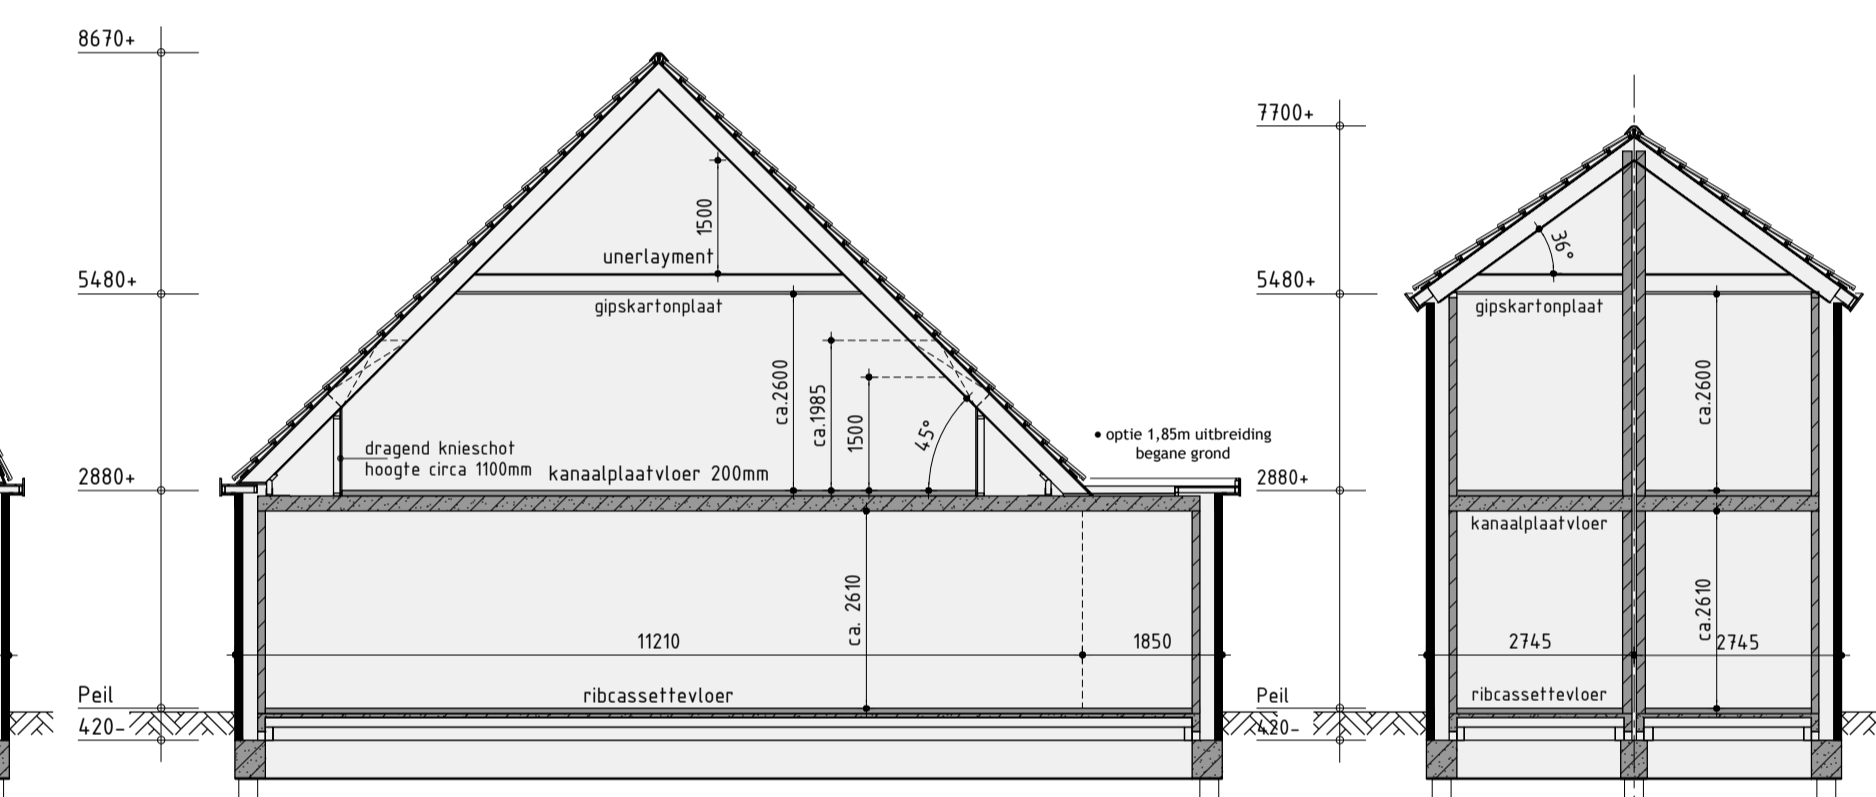 8670+
5480+
2880+
Peil
420-
1500
unerlayment
gipskartonplaat
ca.2600
ca.1985
1500
45°
dragend knieschot
hoogte circa 1100mm
kanaalplaatvloer 200mm
• optie 1,85m uitbreiding
begane grond
ca. 2610
11210
1850
ribcassettevloer
7700+
5480+
2880+
Peil
420-
36°
gipskartonplaat
ca.2600
kanaalplaatvloer
ca.2610
2745
2745
ribcassettevloer